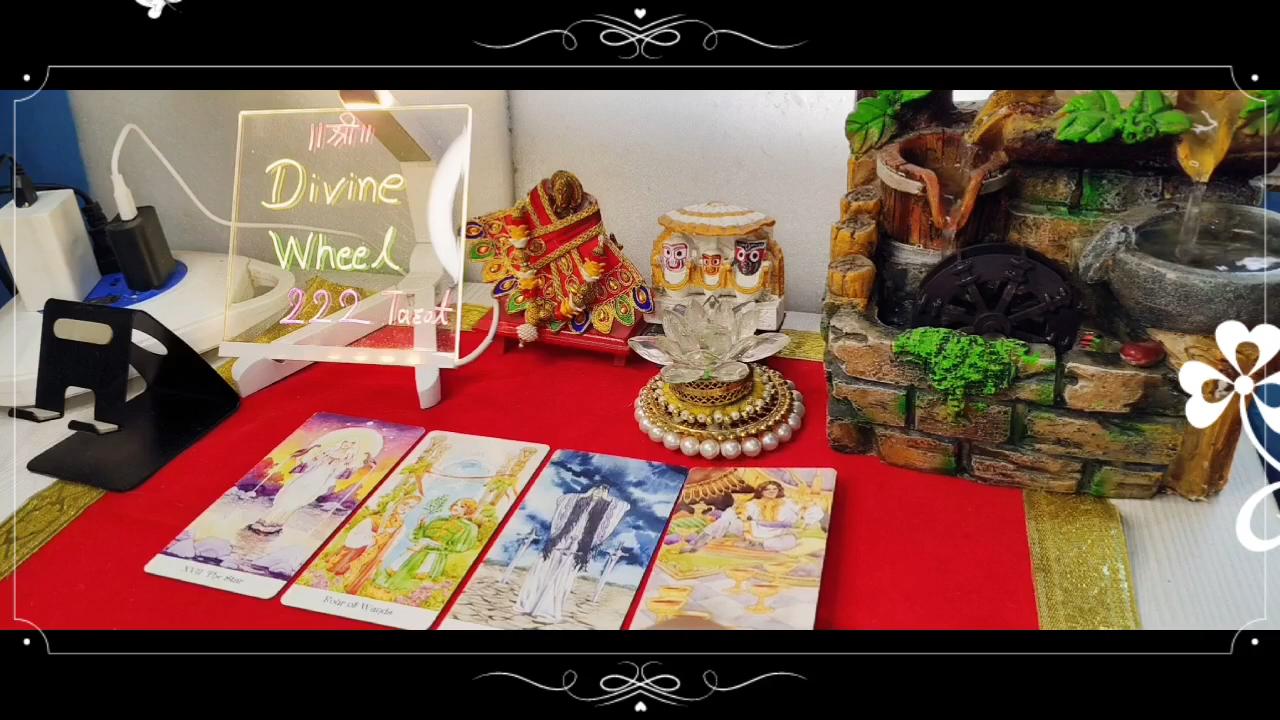 ॥श्री॥
Divine
Wheel
222 Tarot
XVII The Star
Four of Wands